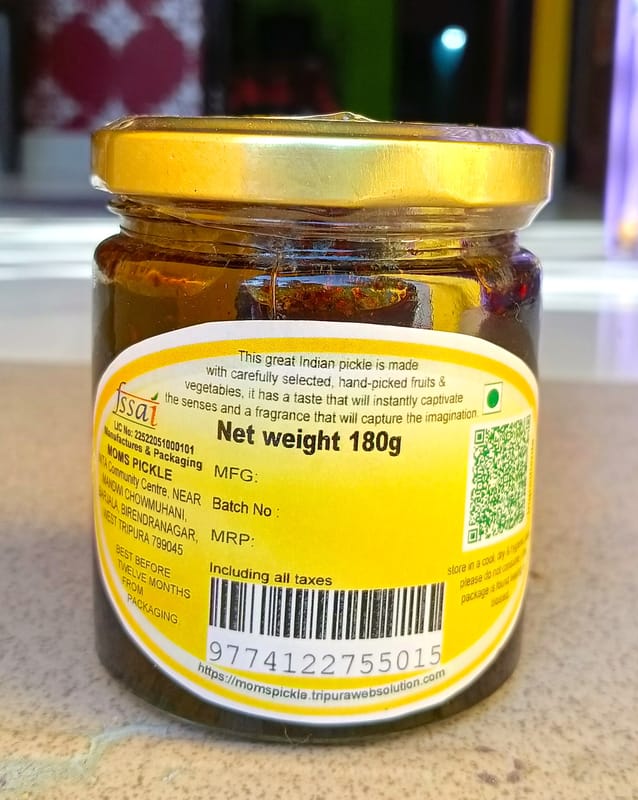 This great Indian pickle is made
with carefully selected, hand-picked fruits &
vegetables, it has a taste that will instantly captivate
the senses and a fragrance that will capture the imagination.
fssai
LIC No: 22522051000101
Manufactures & Packaging
MOMS PICKLE
Community Centre, NEAR
MANDWI CHOWMUHANI,
BIRENDRANAGAR,
WEST TRIPURA 799045
BEST BEFORE
TWELVE MONTHS
FROM
PACKAGING
Net weight 180g
MFG:
Batch No :
MRP:
Including all taxes
9774122755015
https://momspickle.tripurawebsolution.com
store in a cool, dry &
please do not
package is found